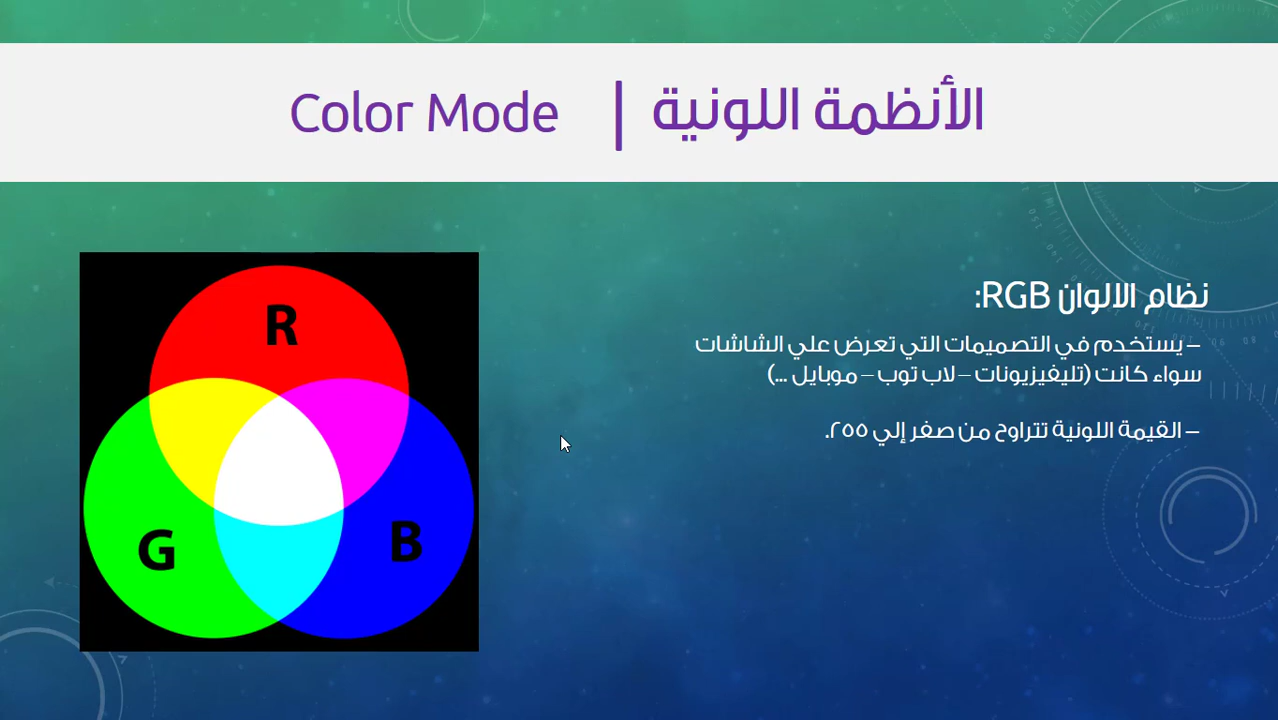 الأنظمة اللونية | Color Mode
نظام الالوان RGB:
– يستخدم في التصميمات التي تعرض علي الشاشات
سواء كانت (تليفيزيونات – لاب توب – موبايل ...)
– القيمة اللونية تتراوح من صفر إلي ٢٥٥.
R
G
B